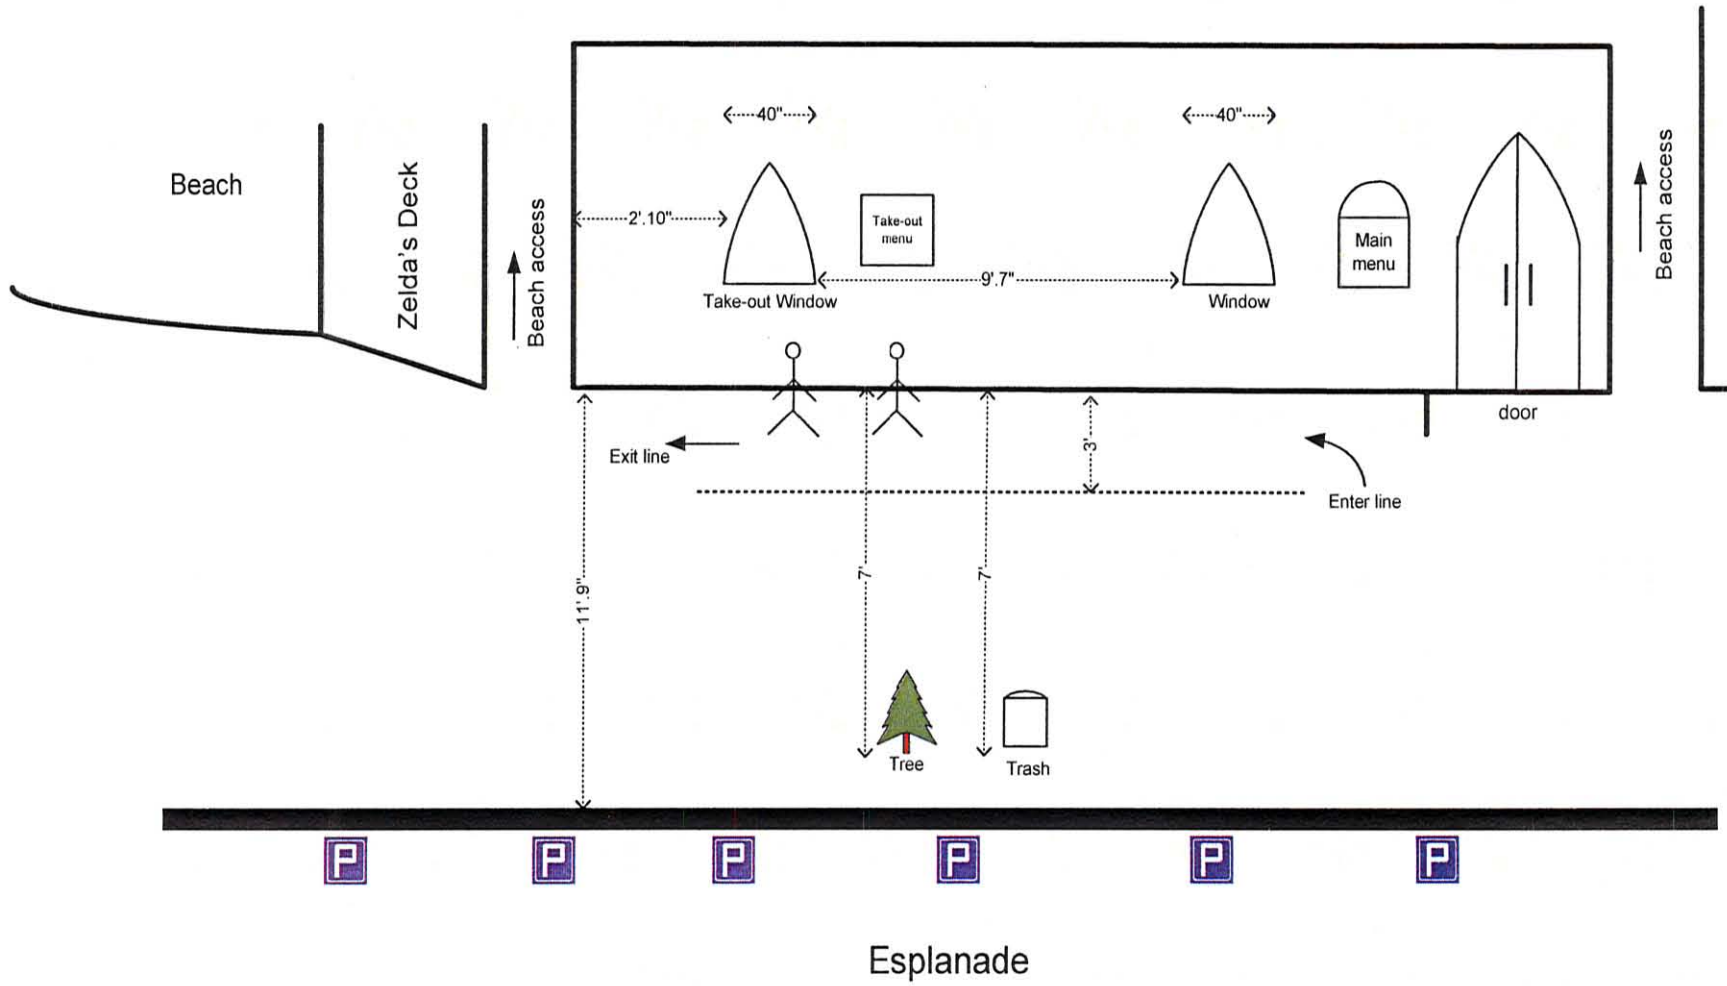 40"
40"
Beach
Zelda's Deck
Beach access
2'.10"
Take-out
menu
9'.7"
Take-out Window
Window
Main
menu
Beach access
door
Exit line
3'
Enter line
11'.9"
7'
7'
Tree
Trash
P
P
P
P
P
P
Esplanade